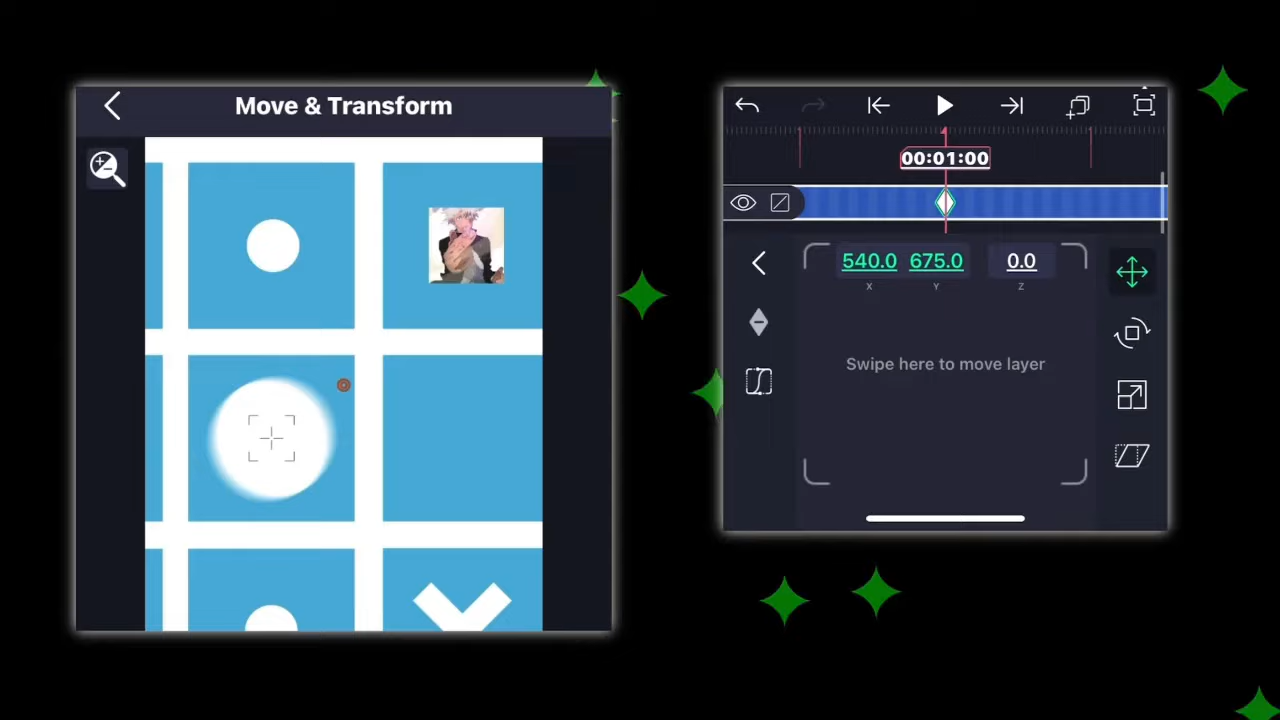 Move & Transform
00:01:00
540.0 675.0 0.0
X Y Z
Swipe here to move layer